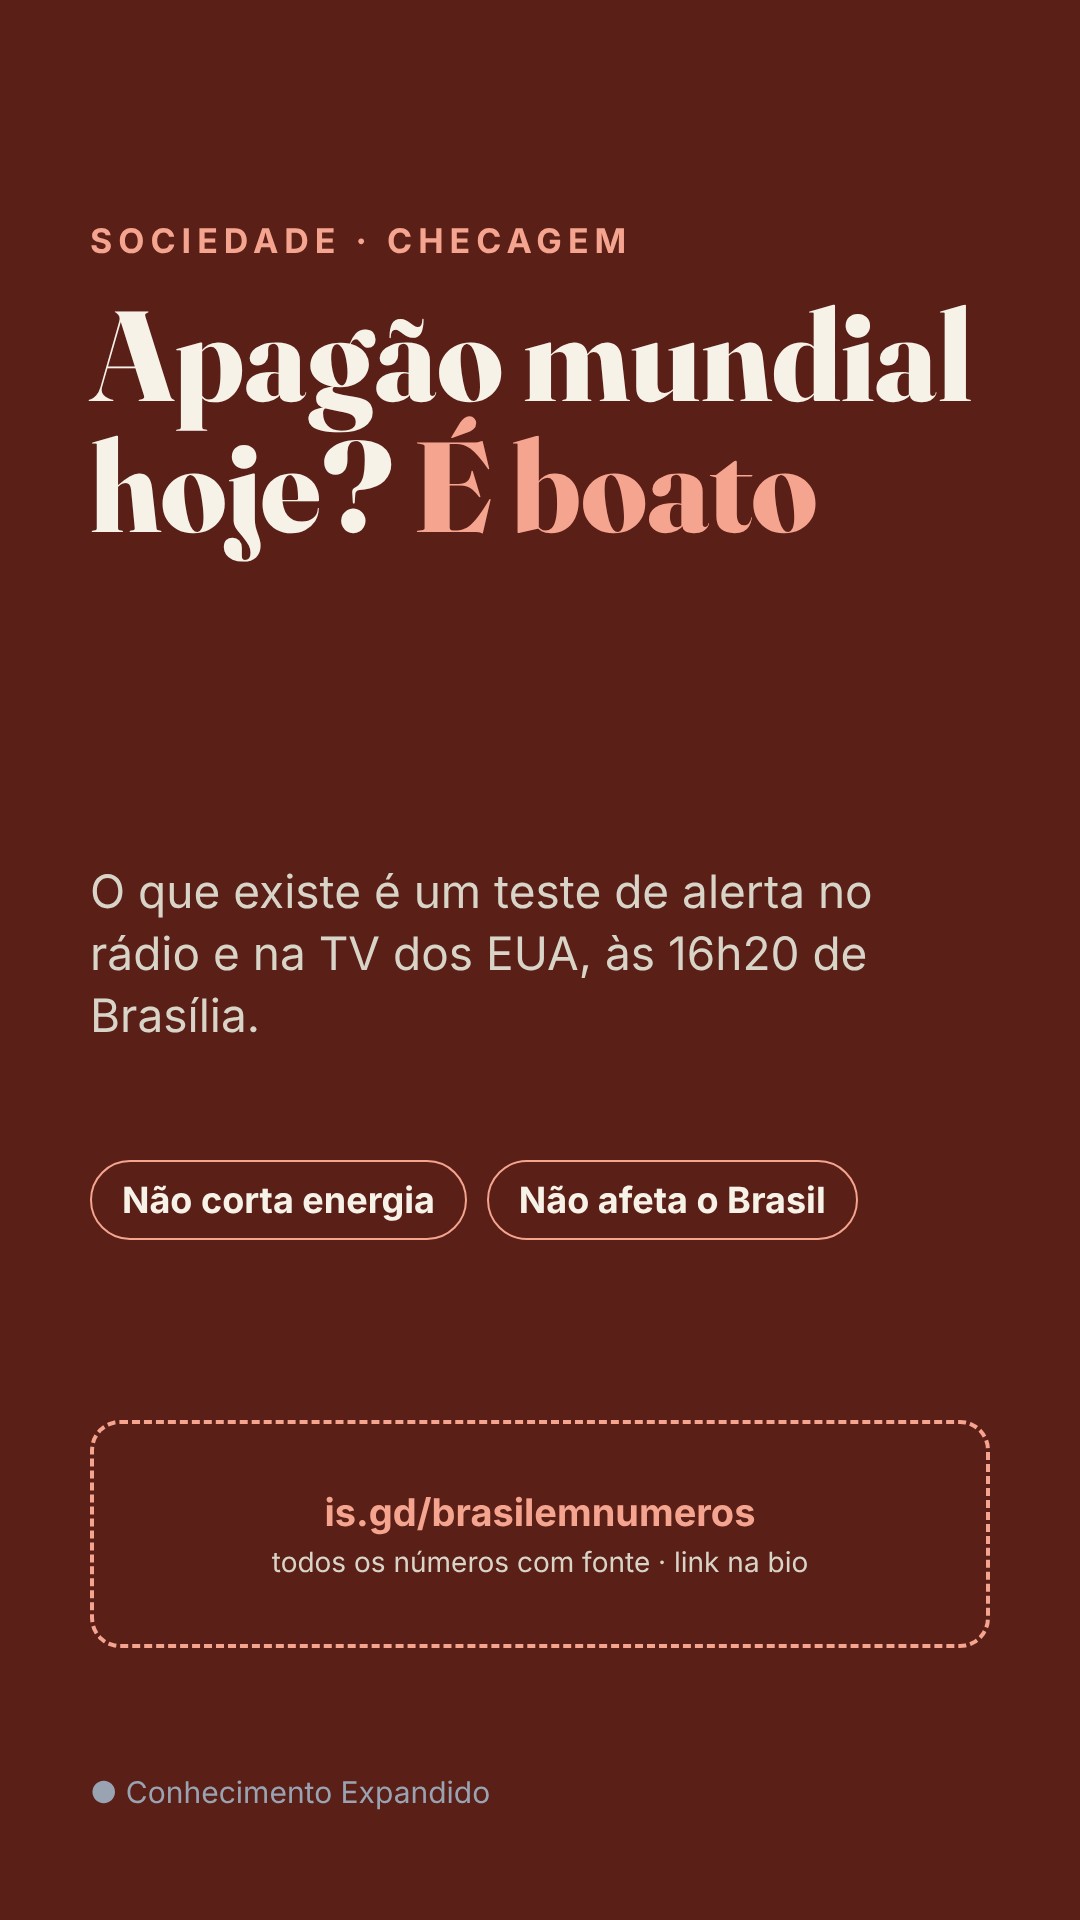 SOCIEDADE · CHECAGEM
Apagão mundial
hoje? É boato
O que existe é um teste de alerta no
rádio e na TV dos EUA, às 16h20 de
Brasília.
Não corta energia
Não afeta o Brasil
is.gd/brasilemnumeros
todos os números com fonte · link na bio
Conhecimento Expandido